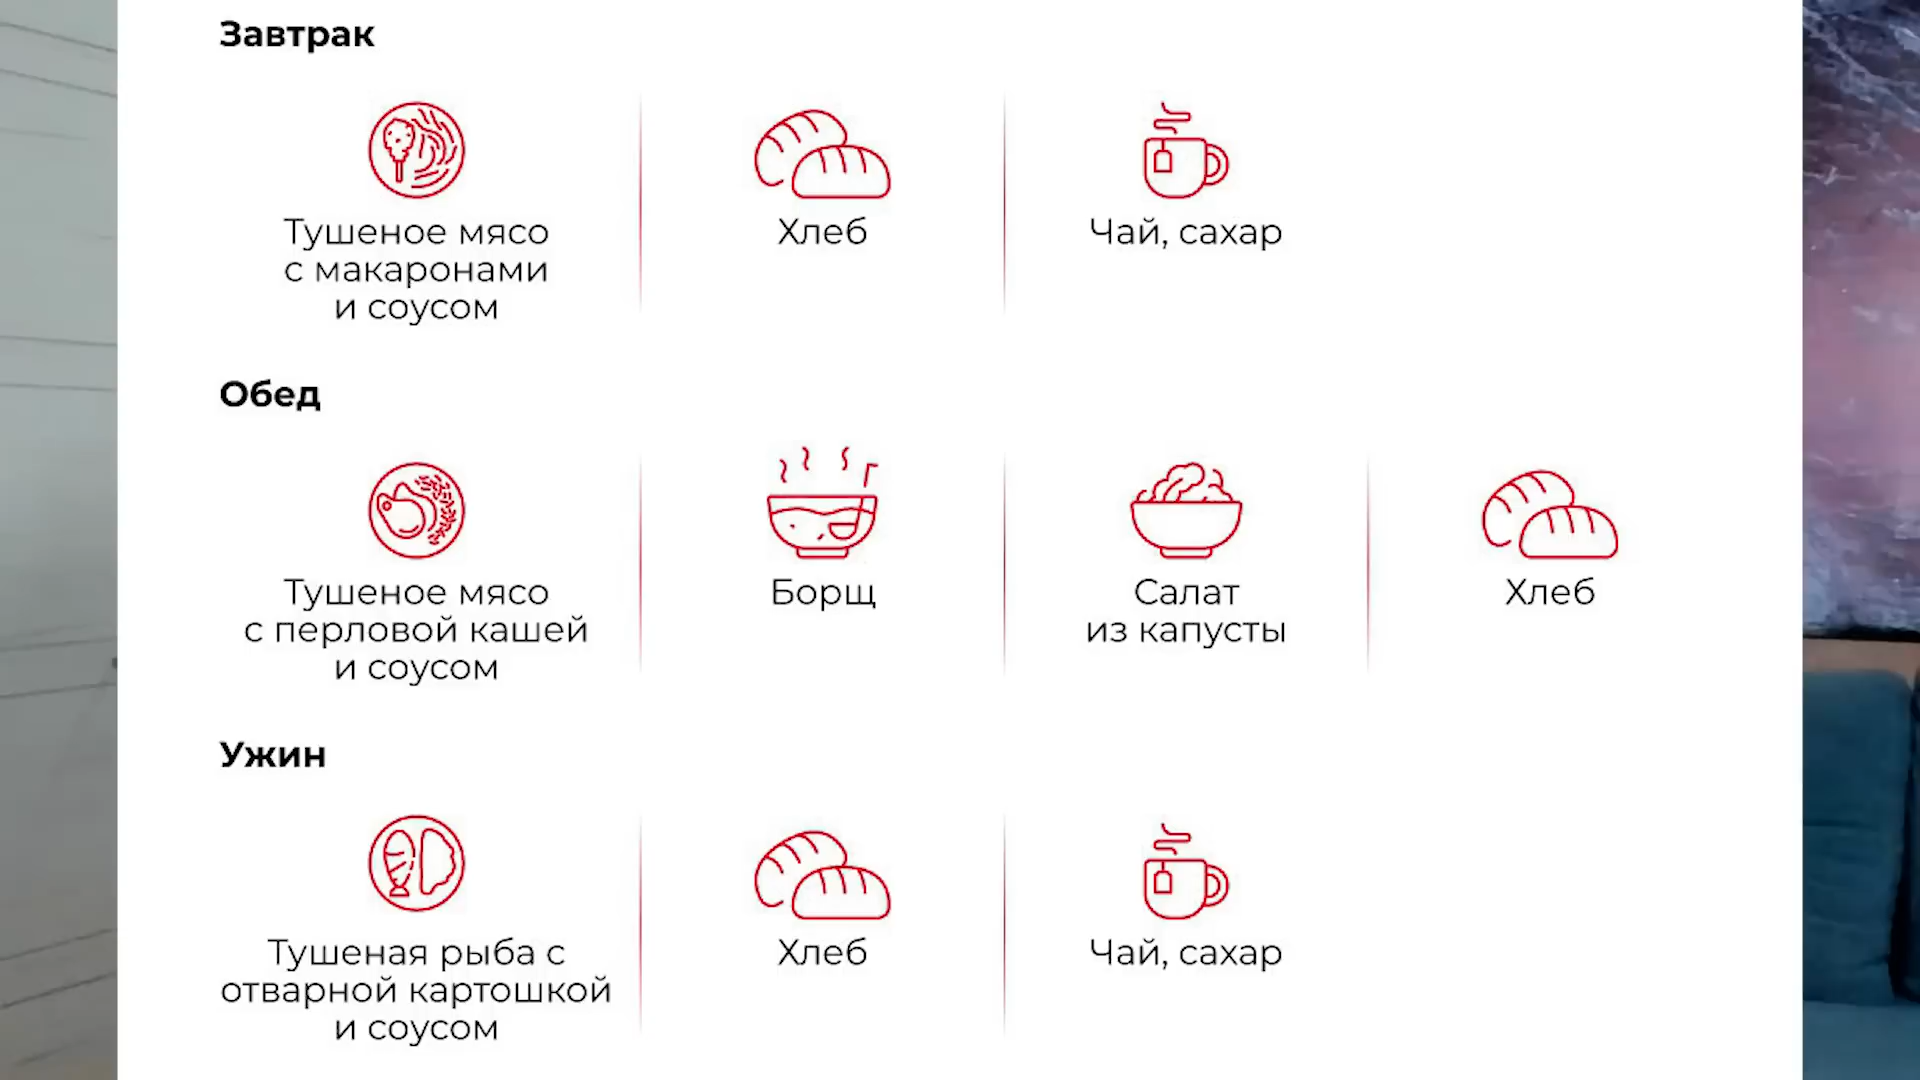 Завтрак
Тушеное мясо
с макаронами
и соусом
Хлеб
Чай, сахар
Обед
Тушеное мясо
с перловой кашей
и соусом
Борщ
Салат
из капусты
Хлеб
Ужин
Тушеная рыба с
отварной картошкой
и соусом
Хлеб
Чай, сахар